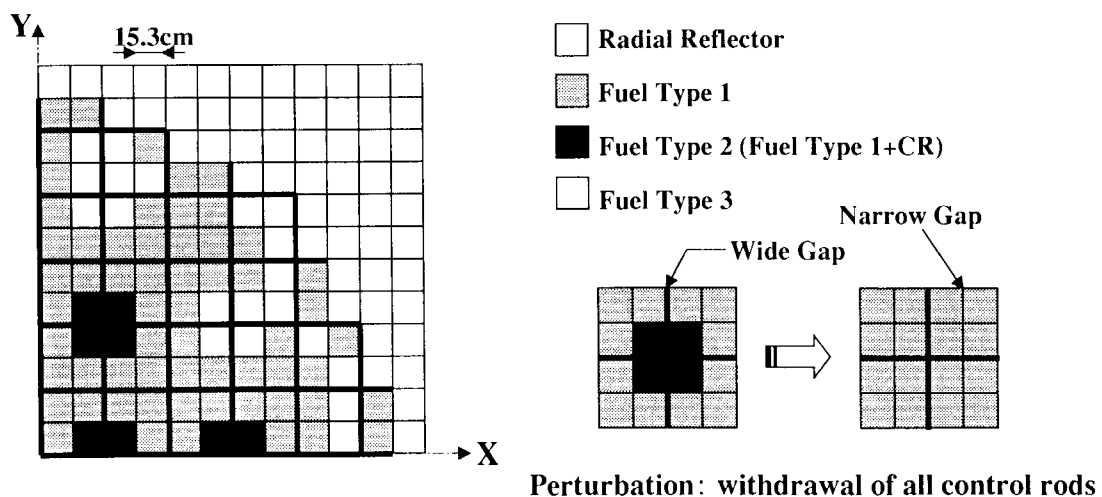 Y
15.3cm
X
Radial Reflector
Fuel Type 1
Fuel Type 2 (Fuel Type 1+CR)
Fuel Type 3
Narrow Gap
Wide Gap
Perturbation: withdrawal of all control rods